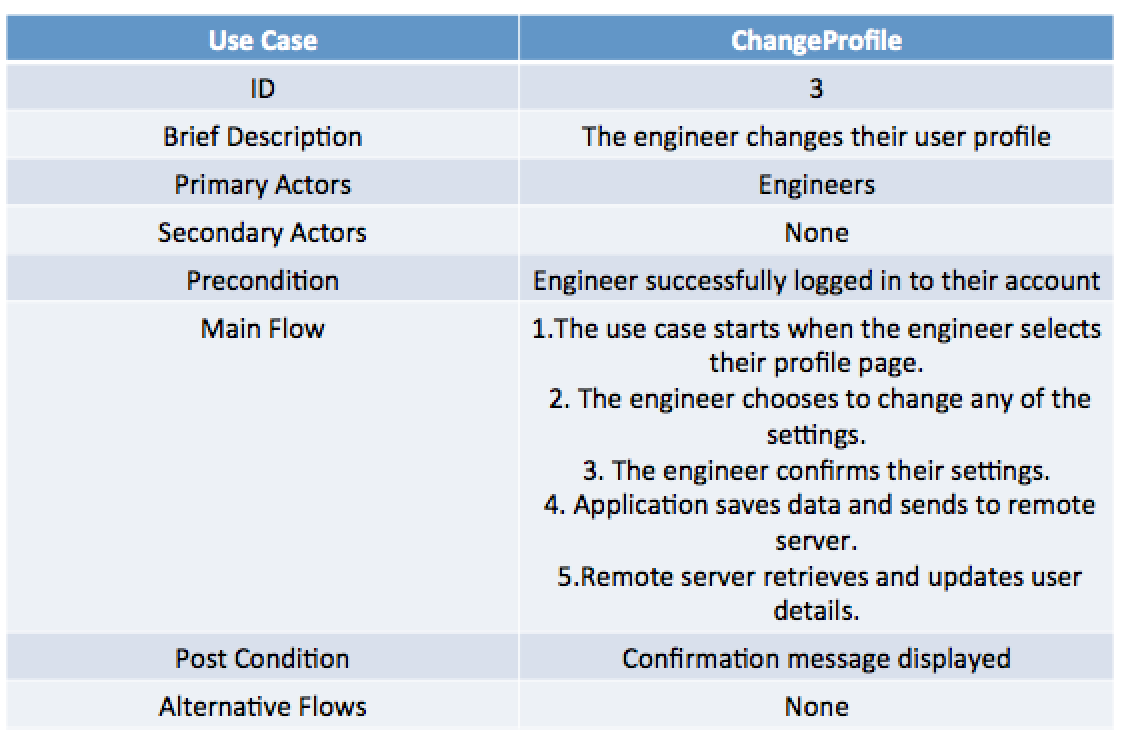 Use Case ChangeProfile
ID 3
Brief Description The engineer changes their user profile
Primary Actors Engineers
Secondary Actors None
Precondition Engineer successfully logged in to their account
Main Flow 1.The use case starts when the engineer selects
their profile page.
2. The engineer chooses to change any of the
settings.
3. The engineer confirms their settings.
4. Application saves data and sends to remote
server.
5.Remote server retrieves and updates user
details.
Post Condition Confirmation message displayed
Alternative Flows None